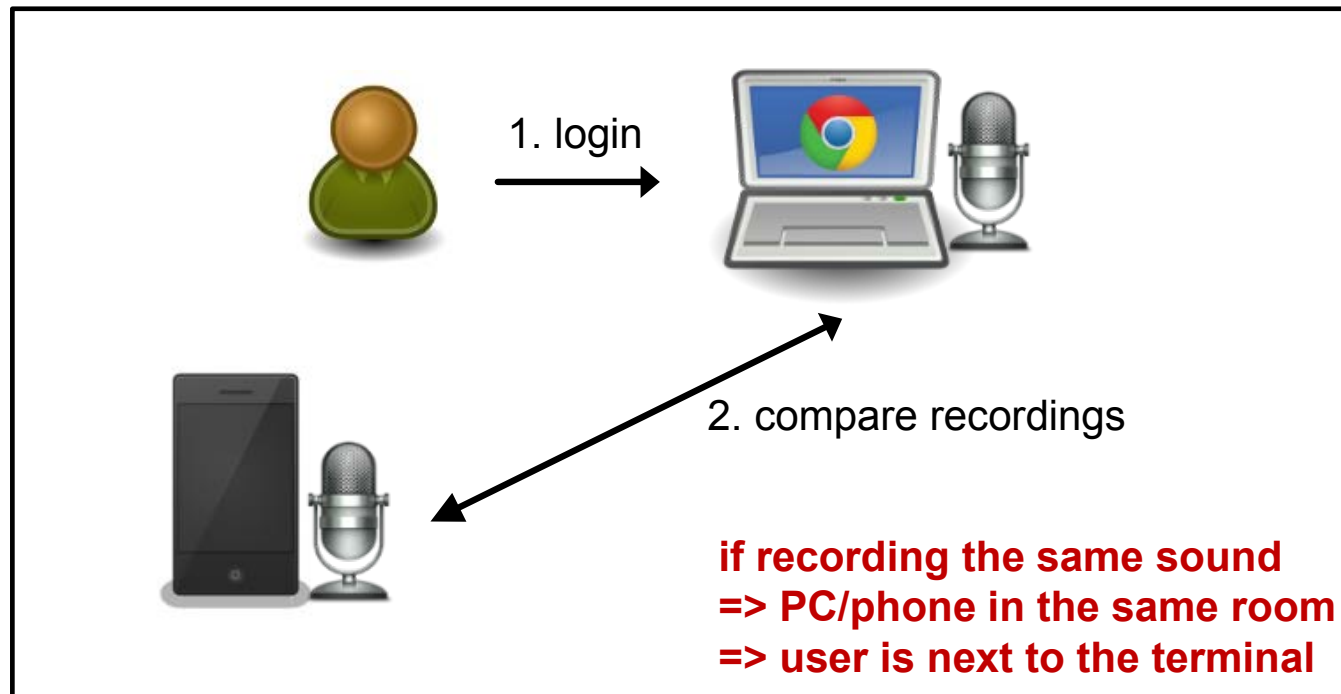 1. login
2. compare recordings
if recording the same sound
=> PC/phone in the same room
=> user is next to the terminal